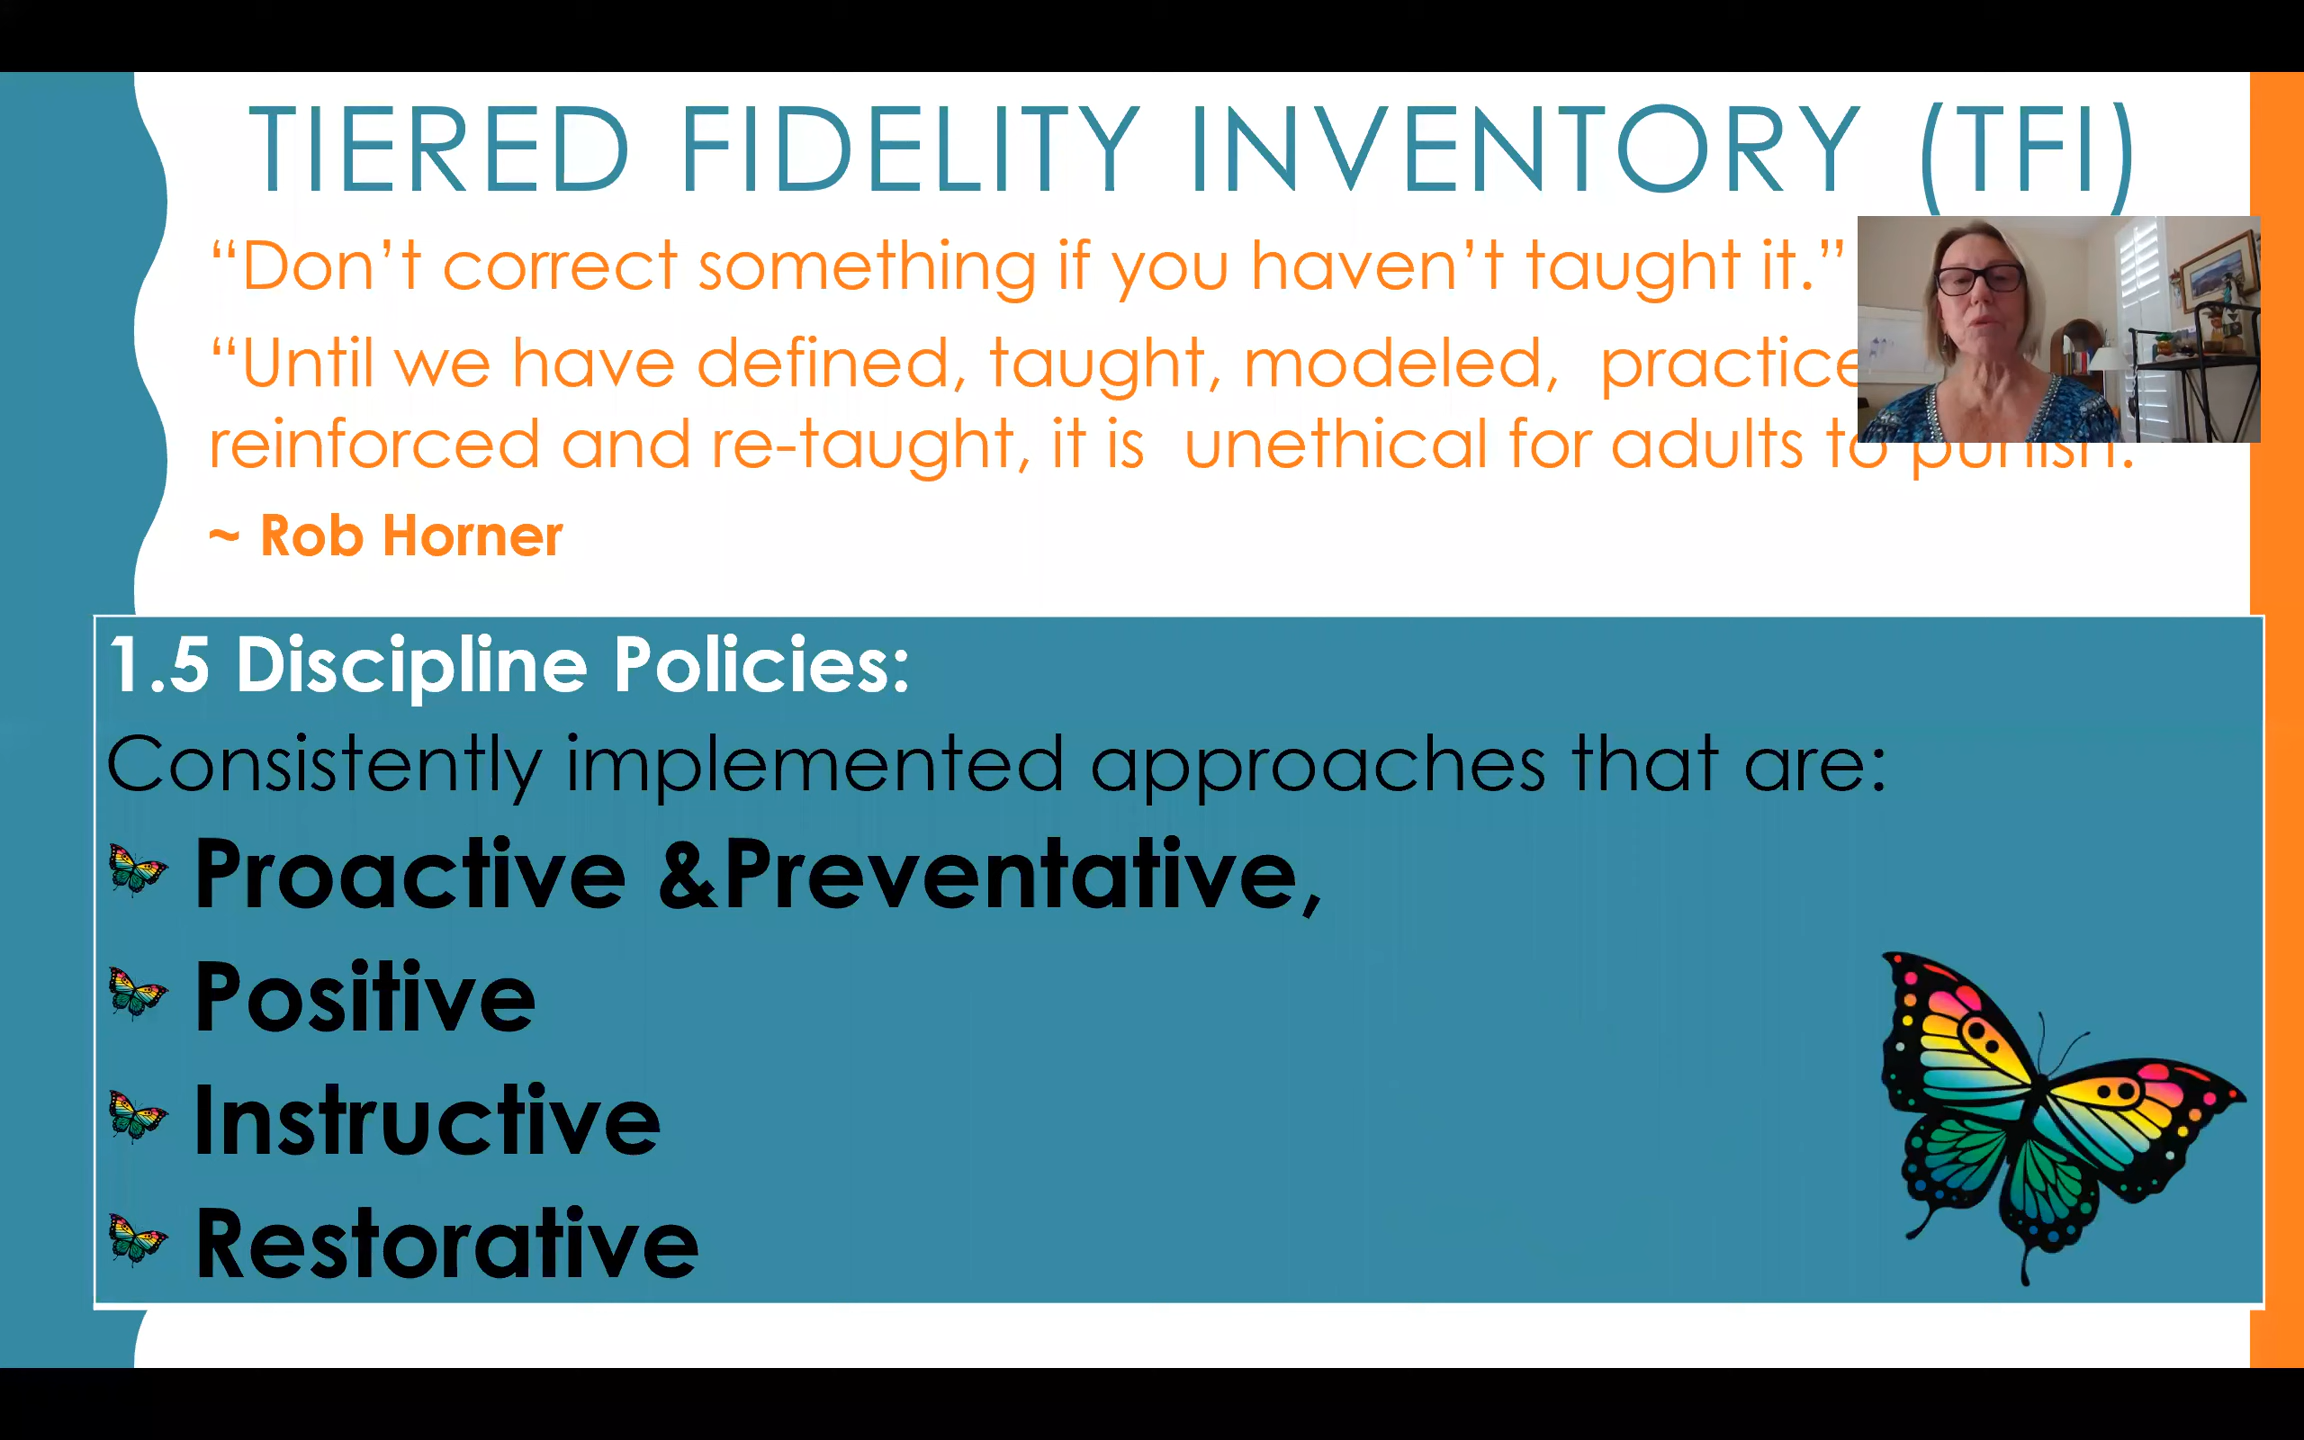 TIERED FIDELITY INVENTORY (TFI)
“Don’t correct something if you haven’t taught it.”
“Until we have defined, taught, modeled, practice
reinforced and re-taught, it is unethical for adults to punish.
~ Rob Horner
1.5 Discipline Policies:
Consistently implemented approaches that are:
Proactive &Preventative,
Positive
Instructive
Restorative